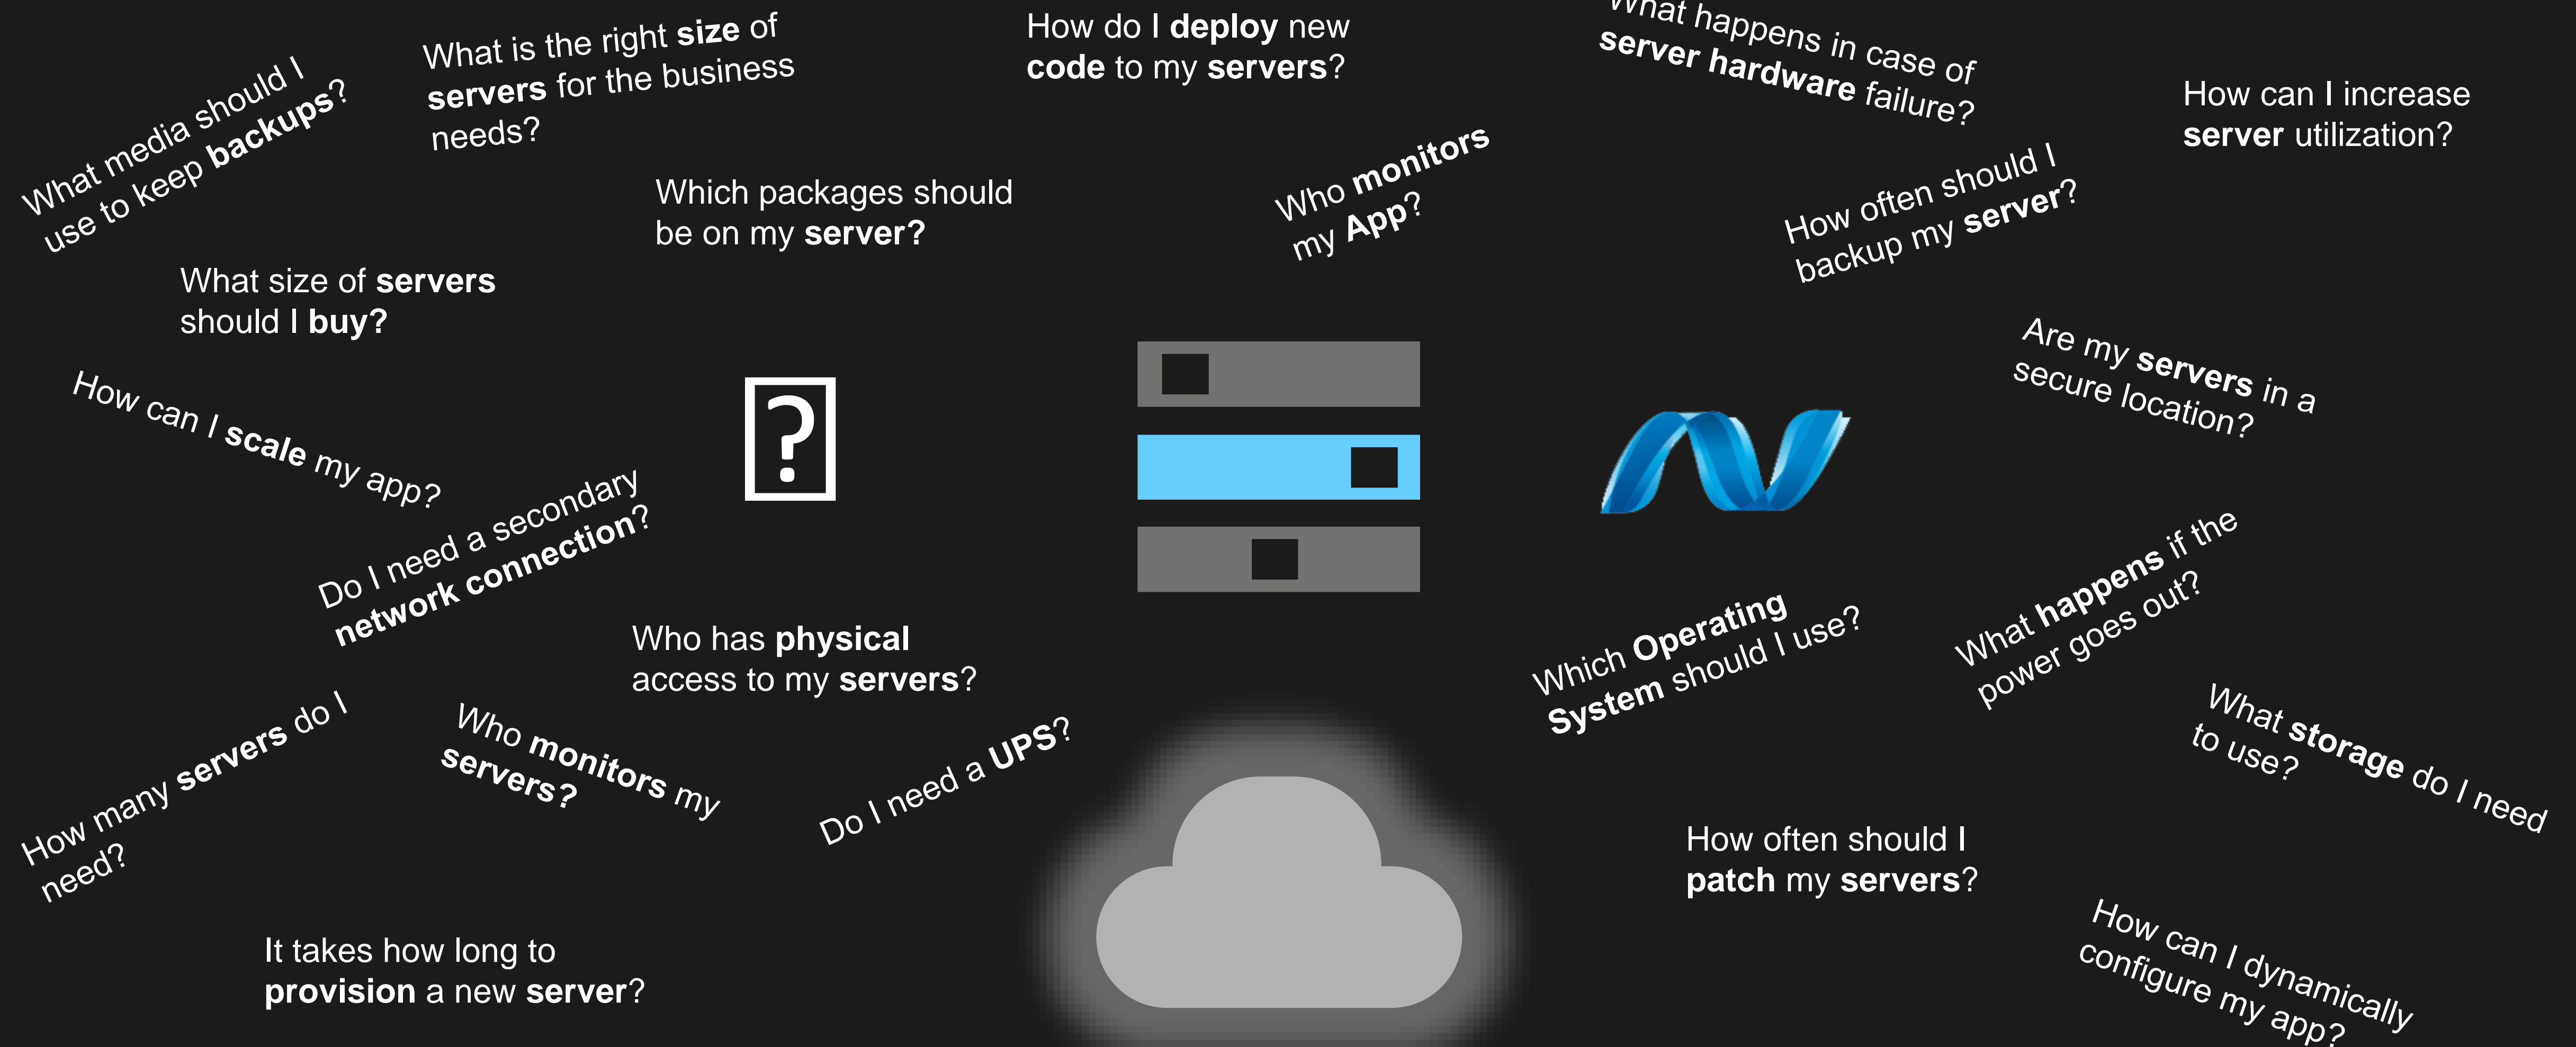 What media should I
use to keep backups?
What is the right size of
servers for the business
needs?
How do I deploy new
code to my servers?
What happens in case of
server hardware failure?
How can I increase
server utilization?
Which packages should
be on my server?
Who monitors
my App?
How often should I
backup my server?
What size of servers
should I buy?
Are my servers in a
secure location?
How can I scale my app?
?
Do I need a secondary
network connection?
Who has physical
access to my servers?
Which Operating
System should I use?
What happens if the
power goes out?
How many servers do I
need?
Who monitors my
servers?
Do I need a UPS?
What storage do I need
to use?
How often should I
patch my servers?
It takes how long to
provision a new server?
How can I dynamically
configure my app?